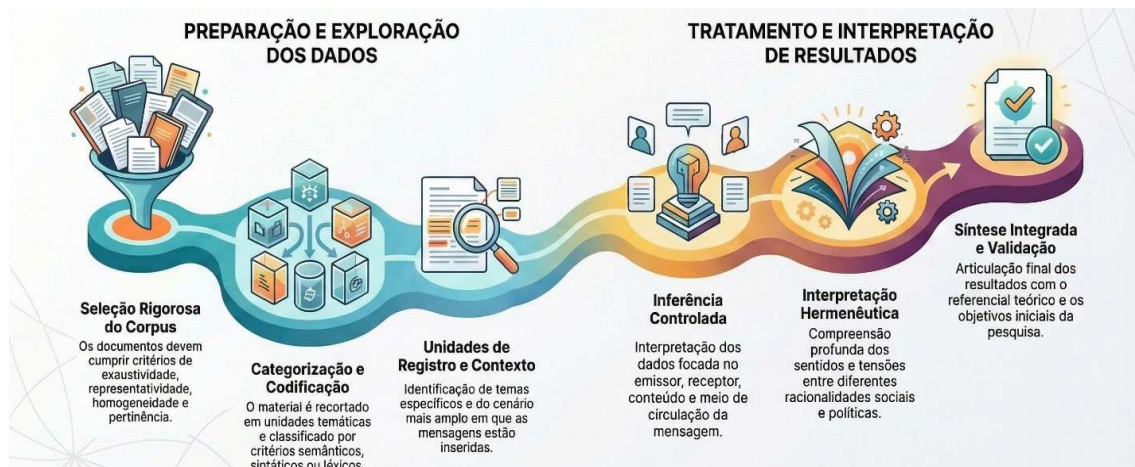 PREPARAÇÃO E EXPLORAÇÃO
DOS DADOS
Seleção Rigorosa
do Corpus
Os documentos devem
cumprir critérios de
exaustividade,
representatividade,
homogeneidade e
pertinência.
Categorização e
Codificação
O material é recortado
em unidades temáticas
e classificado por
critérios semânticos,
sintáticos ou léxicos
Unidades de
Registro e Contexto
Identificação de temas
específicos e do cenário
mais amplo em que as
mensagens estão
inseridas.
TRATAMENTO E INTERPRETAÇÃO
DE RESULTADOS
Inferência
Controlada
Interpretação dos
dados focada no
emissor, receptor,
conteúdo e meio de
circulação da
mensagem.
Interpretação
Hermenêutica
Compreensão
profunda dos
sentidos e tensões
entre diferentes
racionalidades sociais
e políticas.
Síntese Integrada
e Validação
Articulação final dos
resultados com o
referencial teórico e os
objetivos iniciais da
pesquisa.